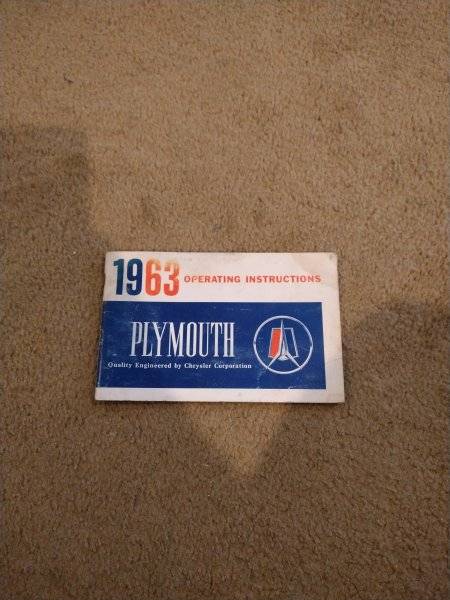 1963 OPERATING INSTRUCTIONS
PLYMOUTH
Quality Engineered by Chrysler Corporation